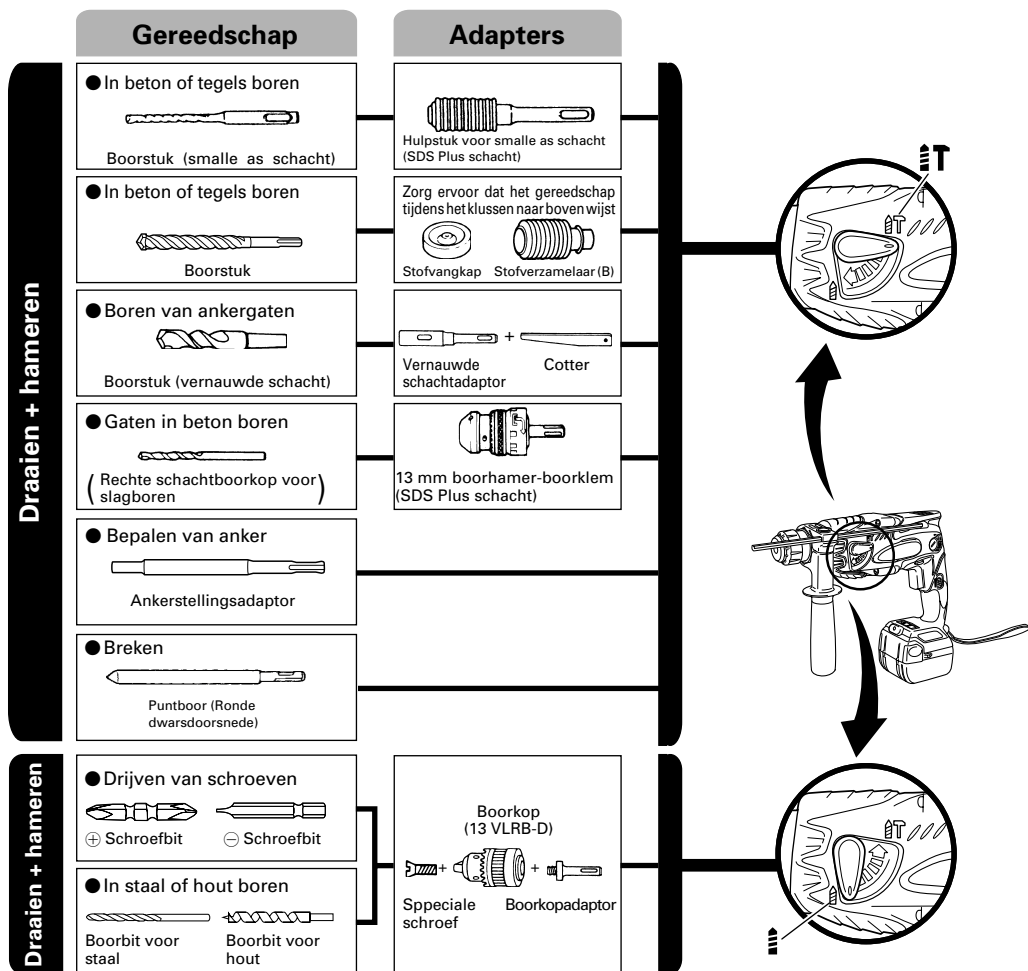 Gereedschap
Adapters
Draaien + hameren
● In beton of tegels boren
Boorstuk (smalle as schacht)
Hulpstuk voor smalle as schacht
(SDS Plus schacht)
● In beton of tegels boren
Boorstuk
Zorg ervoor dat het gereedschap
tijdens het klussen naar boven wijst
Stofvangkap
Stofverzamelaar (B)
● Boren van ankergaten
Boorstuk (vernauwde schacht)
+
Vernauwde
schachtadaptor
Cotter
● Gaten in beton boren
( Rechte schachtboorkop voor
slagboren )
13 mm boorhamer-boorklem
(SDS Plus schacht)
● Bepalen van anker
Ankerstellingsadaptor
● Breken
Puntboor (Ronde
dwarsdoorsnede)
Draaien + hameren
● Drijven van schroeven
⊕ Schroefbit
⊖ Schroefbit
● In staal of hout boren
Boorbit voor
staal
Boorbit voor
hout
Boorkop
(13 VLRB-D)
+ +
Sppeciale
schroef
Boorkopadaptor